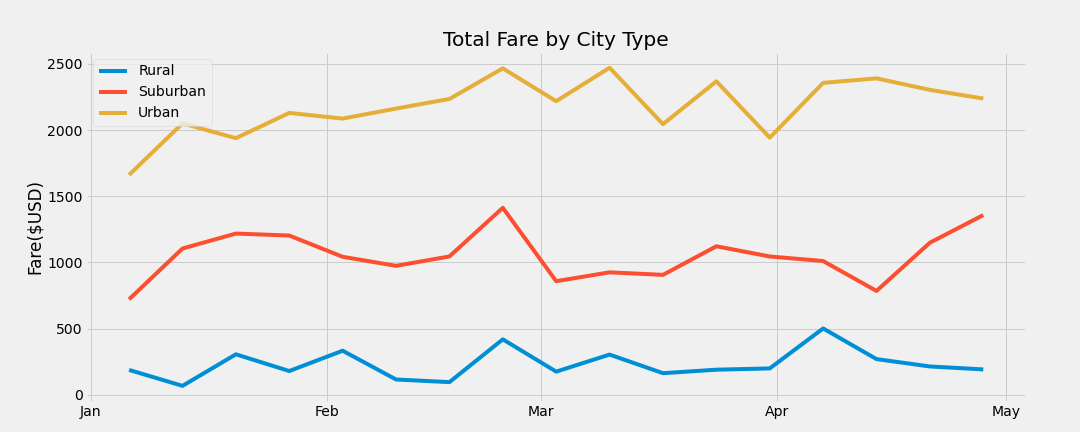 Total Fare by City Type
Rural
Suburban
Urban
Fare($USD)
2500
2000
1500
1000
500
0
Jan Feb Mar Apr May